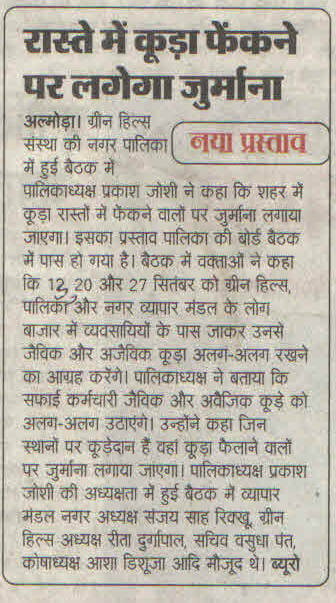 रास्ते में कूड़ा फेंकने
पर लगेगा जुर्माना
अल्मोड़ा। ग्रीन हिल्स
संस्था की नगर पालिका
में हुई बैठक में
नया प्रस्ताव
पालिकाध्यक्ष प्रकाश जोशी ने कहा कि शहर में
कूड़ा रास्तों में फेंकने वालों पर जुर्माना लगाया
जाएगा। इसका प्रस्ताव पालिका की बोर्ड बैठक
में पास हो गया है। बैठक में वक्ताओं ने कहा
कि 13, 20 और 27 सितंबर को ग्रीन हिल्स,
पालिका और नगर व्यापार मंडल के लोग
बाजार में व्यवसायियों के पास जाकर उनसे
जैविक और अजैविक कूड़ा अलग-अलग रखने
का आग्रह करेंगे। पालिकाध्यक्ष ने बताया कि
सफाई कर्मचारी जैविक और अवैजिक कूड़े को
अलग-अलग उठाएंगे। उन्होंने कहा जिन
स्थानों पर कूड़ेदान हैं वहां कूड़ा फैलाने वालों
पर जुर्माना लगाया जाएगा। पालिकाध्यक्ष प्रकाश
जोशी की अध्यक्षता में हुई बैठक में व्यापार
मंडल नगर अध्यक्ष संजय साह रिक्खू, ग्रीन
हिल्स अध्यक्ष रीता दुर्गापाल, सचिव वसुधा पंत,
कोषाध्यक्ष आशा डिशूजा आदि मौजूद थे। ब्यूरो